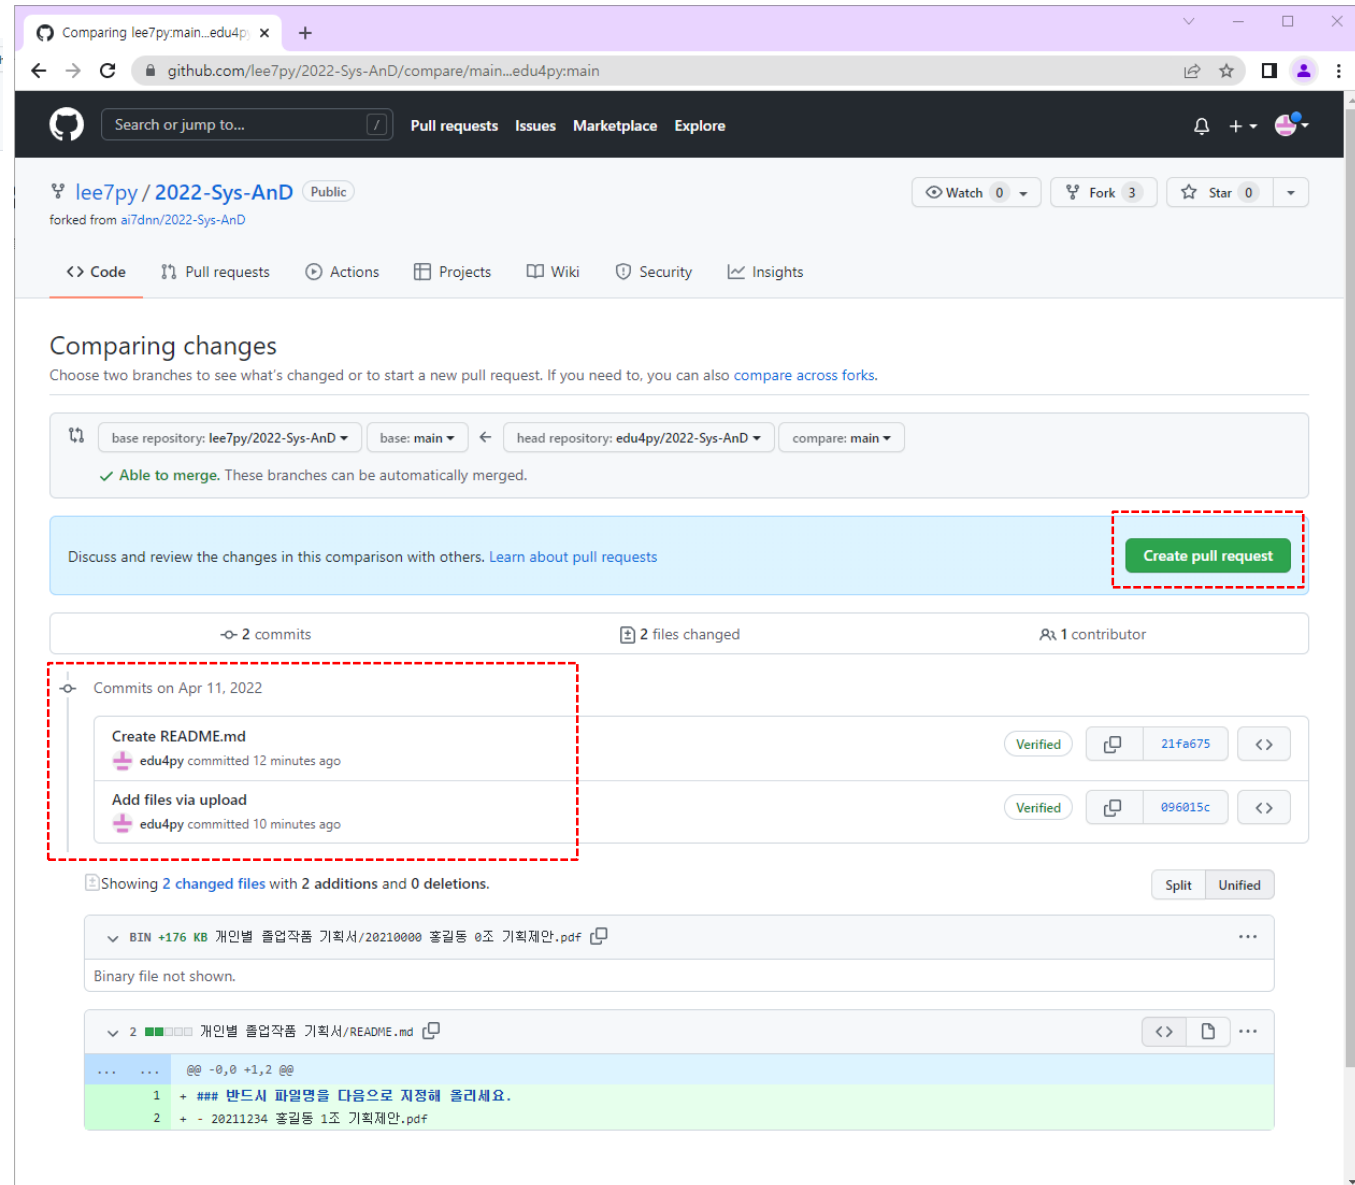 Comparing lee7py:main...edu4py
github.com/lee7py/2022-Sys-AnD/compare/main...edu4py:main
Search or jump to... / Pull requests Issues Marketplace Explore
lee7py / 2022-Sys-AnD Public Watch 0 Fork 3 Star 0
forked from ai7dnn/2022-Sys-AnD
Code Pull requests Actions Projects Wiki Security Insights
Comparing changes
Choose two branches to see what's changed or to start a new pull request. If you need to, you can also compare across forks.
base repository: lee7py/2022-Sys-AnD base: main head repository: edu4py/2022-Sys-AnD compare: main
Able to merge. These branches can be automatically merged.
Discuss and review the changes in this comparison with others. Learn about pull requests Create pull request
2 commits 2 files changed 1 contributor
Commits on Apr 11, 2022
Create README.md
edu4py committed 12 minutes ago Verified 21fa675
Add files via upload
edu4py committed 10 minutes ago Verified 096015c
Showing 2 changed files with 2 additions and 0 deletions. Split Unified
BIN +176 KB 개인별 졸업작품 기획서/20210000 홍길동 0조 기획제안.pdf ...
Binary file not shown.
2 개인별 졸업작품 기획서/README.md ...
... ... @@ -0,0 +1,2 @@
1 + ### 반드시 파일명을 다음으로 지정해 올리세요.
2 + - 20211234 홍길동 1조 기획제안.pdf